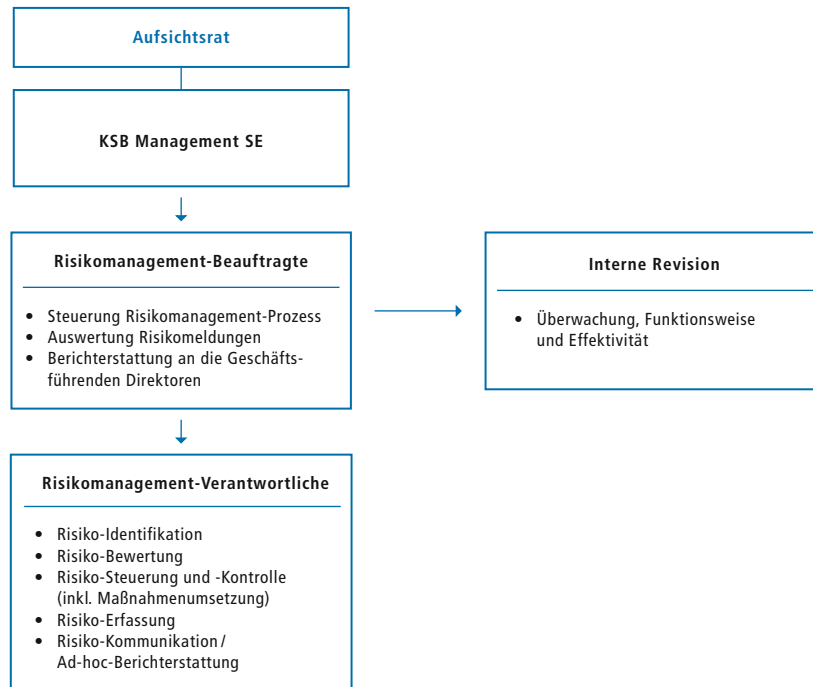 Aufsichtsrat
KSB Management SE
Risikomanagement-Beauftragte
• Steuerung Risikomanagement-Prozess
• Auswertung Risikomeldungen
• Berichterstattung an die Geschäfts-
führenden Direktoren
Interne Revision
• Überwachung, Funktionsweise
und Effektivität
Risikomanagement-Verantwortliche
• Risiko-Identifikation
• Risiko-Bewertung
• Risiko-Steuerung und -Kontrolle
(inkl. Maßnahmenumsetzung)
• Risiko-Erfassung
• Risiko-Kommunikation /
Ad-hoc-Berichterstattung